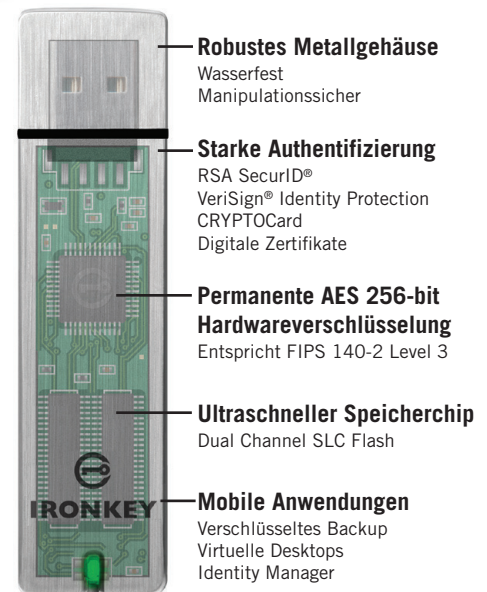 Robustes Metallgehäuse
Wasserfest
Manipulationssicher
Starke Authentifizierung
RSA SecurID®
VeriSign® Identity Protection
CRYPTOCard
Digitale Zertifikate
Permanente AES 256-bit
Hardwareverschlüsselung
Entspricht FIPS 140-2 Level 3
Ultraschneller Speicherchip
Dual Channel SLC Flash
IRONKEY
Mobile Anwendungen
Verschlüsseltes Backup
Virtuelle Desktops
Identity Manager